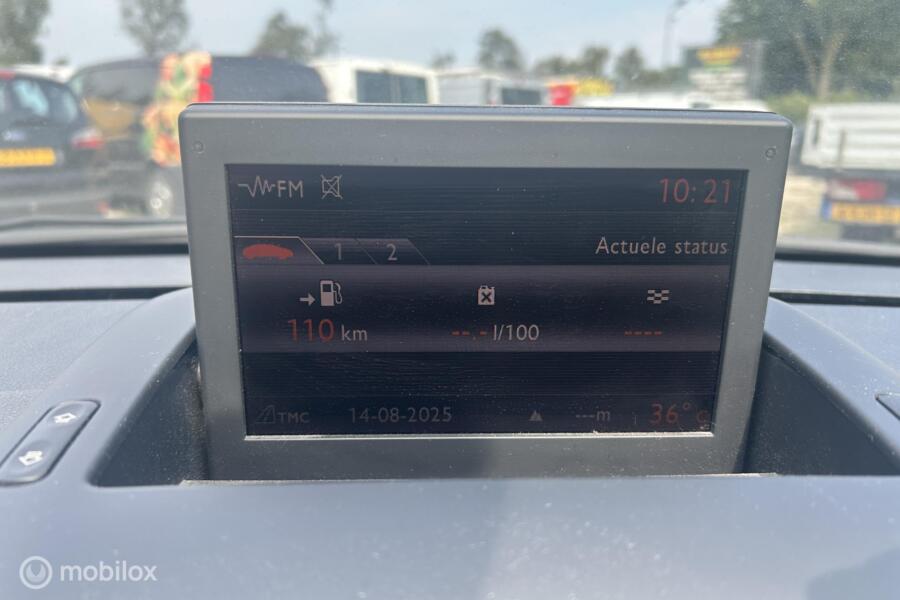 FM 10:21
1 2 Actuele status
110 km --.- l/100 ----
TMC 14-08-2025 ---m 36°C
mobilox